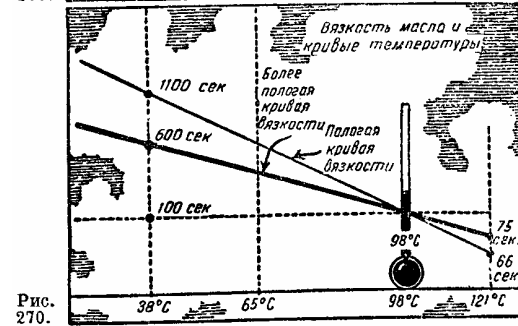 Вязкость масла и
кривые температуры
1100 сек
Более
пологая
кривая
вязкости
600 сек
Пологая
кривая
вязкости
100 сек
98°С
75
сек.
66
сек
Рис.
270.
38°С
65°С
98°С
121°С